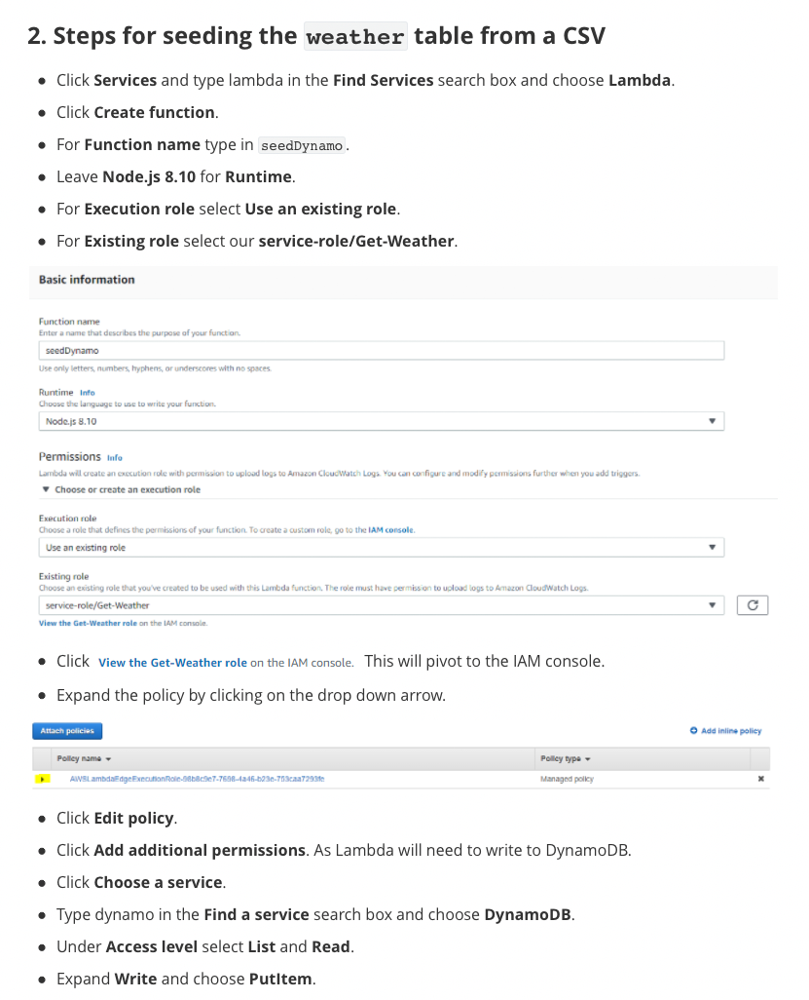 2. Steps for seeding the weather table from a CSV
• Click Services and type lambda in the Find Services search box and choose Lambda.
• Click Create function.
• For Function name type in seedDynamo.
• Leave Node.js 8.10 for Runtime.
• For Execution role select Use an existing role.
• For Existing role select our service-role/Get-Weather.
Basic information
Function name
Enter a name that describes the purpose of your function.
seedDynamo
Use only letters, numbers, hyphens, or underscores with no spaces.
Runtime Info
Choose the language to use to write your function.
Node.js 8.10
Permissions Info
Lambda will create an execution role with permission to upload logs to Amazon CloudWatch Logs. You can configure and modify permissions further when you add triggers.
Choose or create an execution role
Execution role
Choose a role that defines the permissions of your function. To create a custom role, go to the IAM console.
Use an existing role
Existing role
Choose an existing role that you've created to be used with this Lambda function. The role must have permission to upload logs to Amazon CloudWatch Logs.
service-role/Get-Weather
View the Get-Weather role on the IAM console.
• Click View the Get-Weather role on the IAM console. This will pivot to the IAM console.
• Expand the policy by clicking on the drop down arrow.
Attach policies Add inline policy
Policy name Policy type
Managed policy
• Click Edit policy.
• Click Add additional permissions. As Lambda will need to write to DynamoDB.
• Click Choose a service.
• Type dynamo in the Find a service search box and choose DynamoDB.
• Under Access level select List and Read.
• Expand Write and choose PutItem.